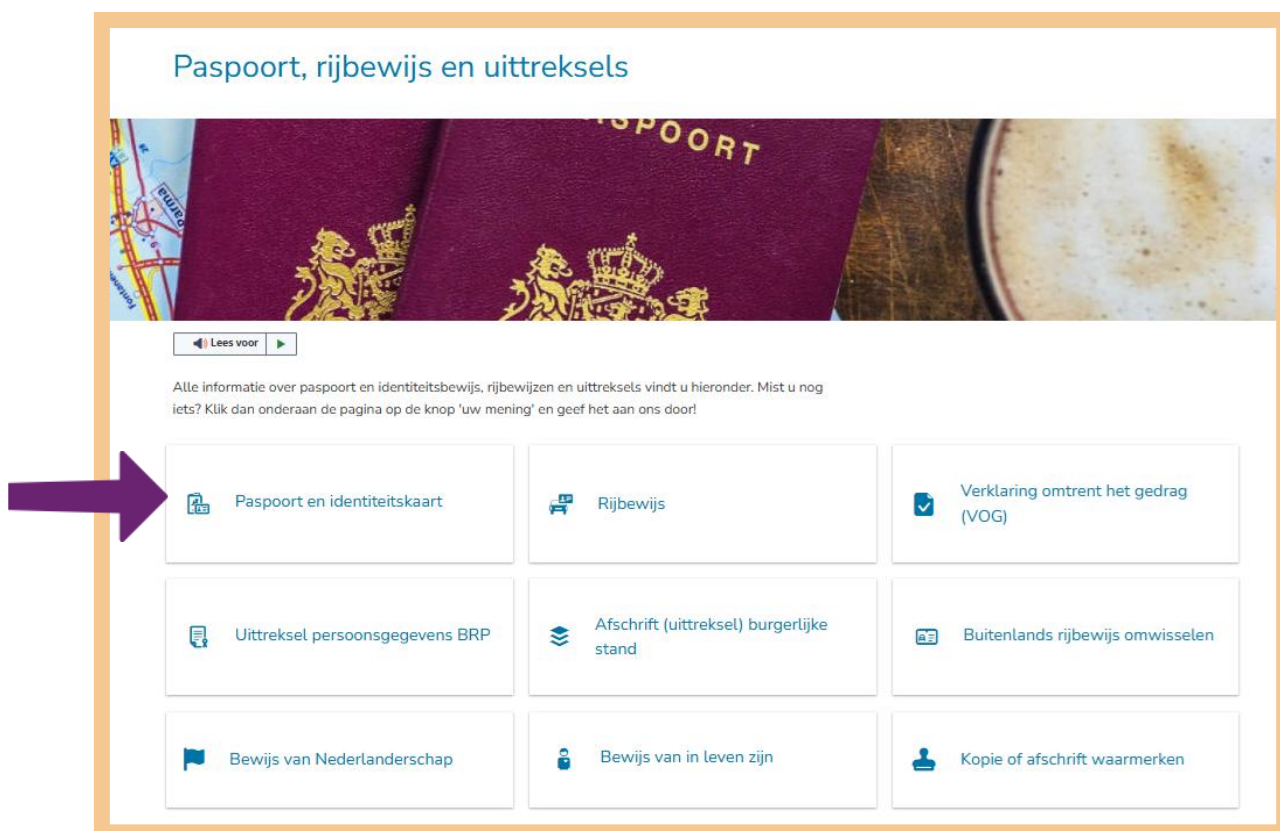 Paspoort, rijbewijs en uittreksels
SPOORT
Parma
Lees voor
Alle informatie over paspoort en identiteitsbewijs, rijbewijzen en uittreksels vindt u hieronder. Mist u nog
iets? Klik dan onderaan de pagina op de knop 'uw mening' en geef het aan ons door!
Paspoort en identiteitskaart
Rijbewijs
Verklaring omtrent het gedrag
(VOG)
Uittreksel persoonsgegevens BRP
Afschrift (uittreksel) burgerlijke
stand
Buitenlands rijbewijs omwisselen
Bewijs van Nederlanderschap
Bewijs van in leven zijn
Kopie of afschrift waarmerken